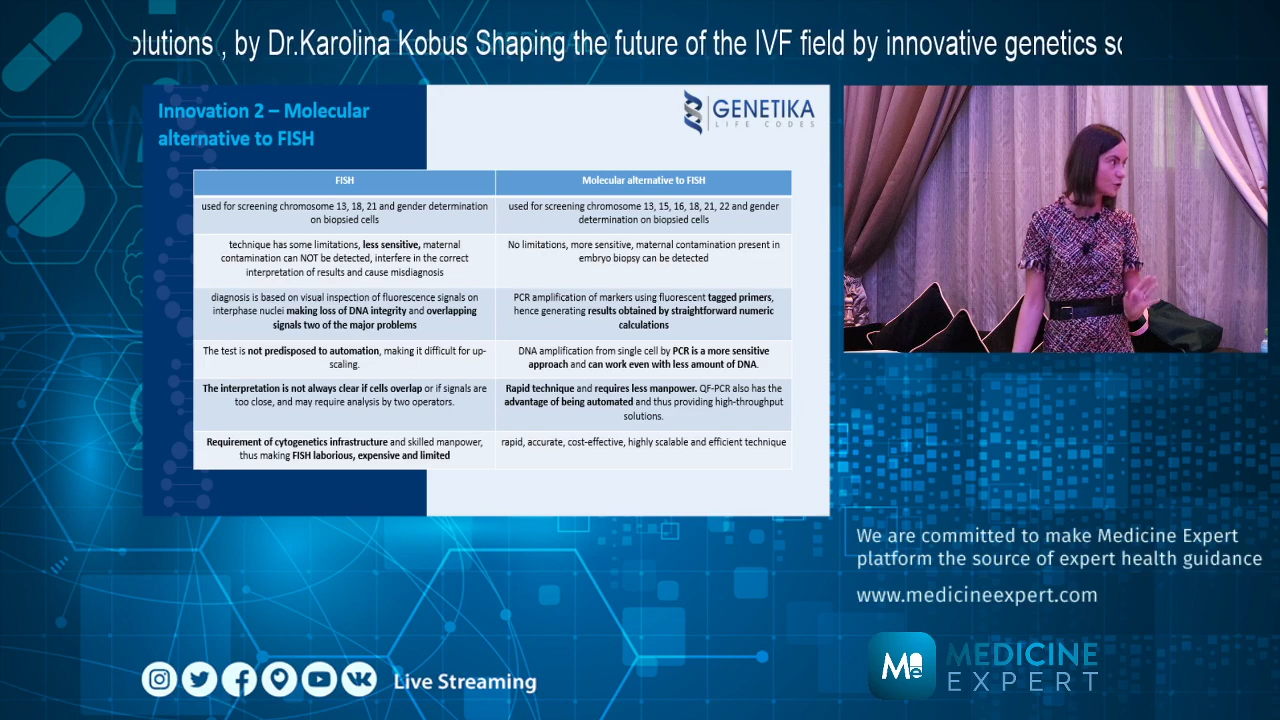 olutions , by Dr.Karolina Kobus Shaping the future of the IVF field by innovative genetics so
Innovation 2 – Molecular
alternative to FISH
GENETIKA
LIFE CODES
FISH
Molecular alternative to FISH
used for screening chromosome 13, 18, 21 and gender determination
on biopsied cells
used for screening chromosome 13, 15, 16, 18, 21, 22 and gender
determination on biopsied cells
technique has some limitations, less sensitive, maternal
contamination can NOT be detected, interfere in the correct
interpretation of results and cause misdiagnosis
No limitations, more sensitive, maternal contamination present in
embryo biopsy can be detected
diagnosis is based on visual inspection of fluorescence signals on
interphase nuclei making loss of DNA integrity and overlapping
signals two of the major problems
PCR amplification of markers using fluorescent tagged primers,
hence generating results obtained by straightforward numeric
calculations
The test is not predisposed to automation, making it difficult for up-
scaling.
DNA amplification from single cell by PCR is a more sensitive
approach and can work even with less amount of DNA.
The interpretation is not always clear if cells overlap or if signals are
too close, and may require analysis by two operators.
Rapid technique and requires less manpower. QF-PCR also has the
advantage of being automated and thus providing high-throughput
solutions.
Requirement of cytogenetics infrastructure and skilled manpower,
thus making FISH laborious, expensive and limited
rapid, accurate, cost-effective, highly scalable and efficient technique
We are committed to make Medicine Expert
platform the source of expert health guidance
www.medicineexpert.com
Me
MEDICINE
EXPERT
Live Streaming